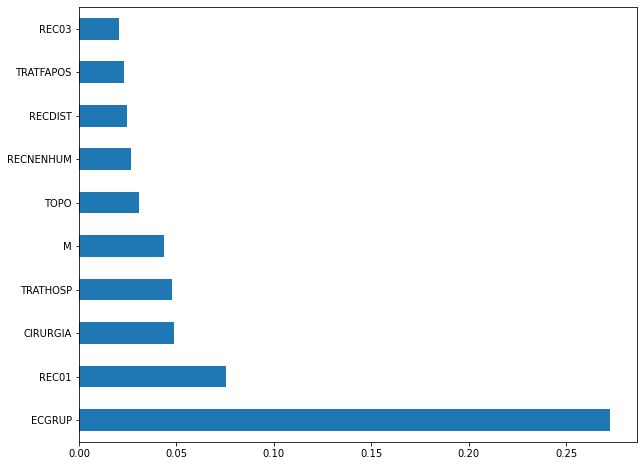 REC03
TRATFAPOS
RECDIST
RECNENHUM
TOPO
M
TRATHOSP
CIRURGIA
REC01
ECGRUP
0.00 0.05 0.10 0.15 0.20 0.25